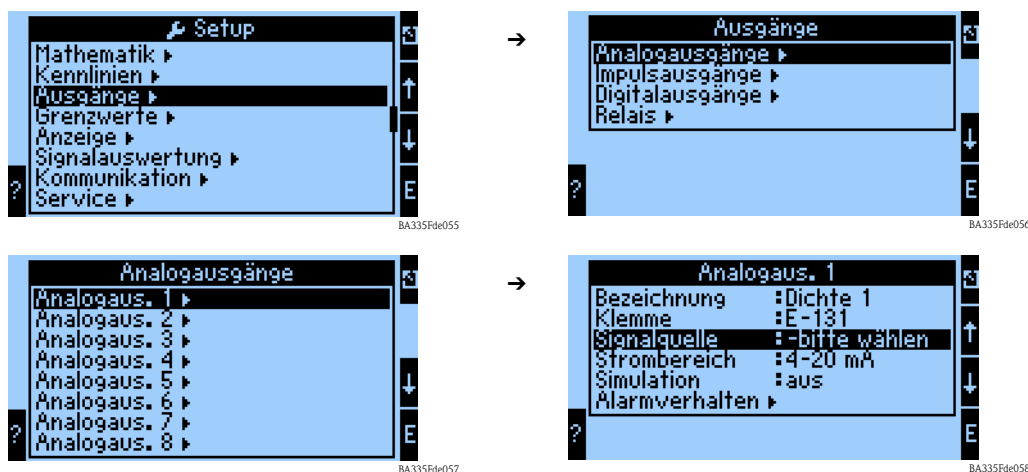 Setup
Mathematik
Kennlinien
Ausgänge
Grenzwerte
Anzeige
Signalauswertung
Kommunikation
Service
?
E
BA335Fde055
➔
Ausgänge
Analogausgänge
Impulsausgänge
Digitalausgänge
Relais
?
E
BA335Fde056
Analogausgänge
Analogaus. 1
Analogaus. 2
Analogaus. 3
Analogaus. 4
Analogaus. 5
Analogaus. 6
Analogaus. 7
Analogaus. 8
?
E
BA335Fde057
➔
Analogaus. 1
Bezeichnung :Dichte 1
Klemme :E-131
Signalquelle :-bitte wählen
Strombereich :4-20 mA
Simulation :aus
Alarmverhalten
?
E
BA335Fde058